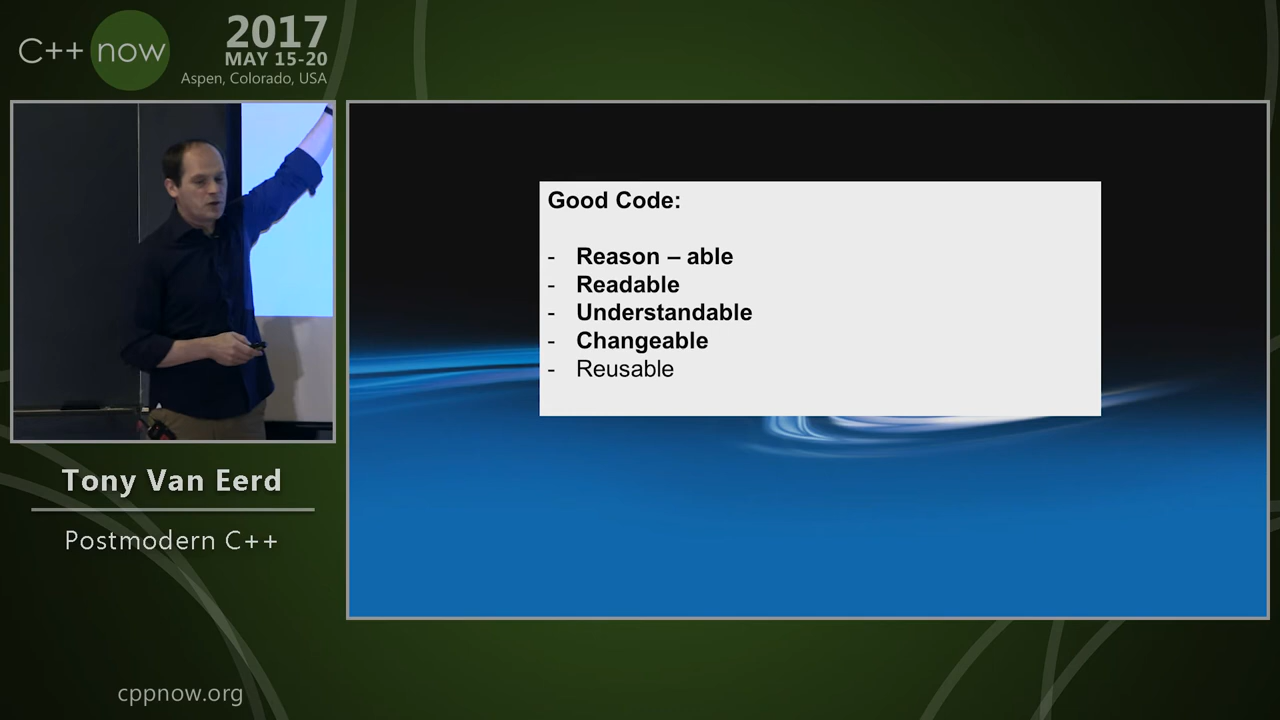 C++ now
2017
MAY 15-20
Aspen, Colorado, USA
Good Code:
- Reason – able
- Readable
- Understandable
- Changeable
- Reusable
Tony Van Eerd
Postmodern C++
cppnow.org